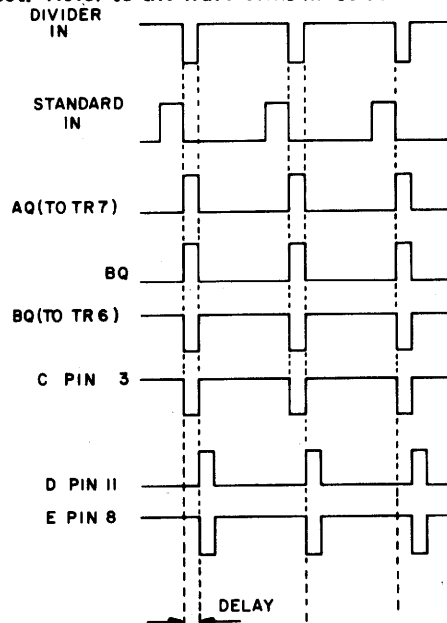 DIVIDER
IN
STANDARD
IN
AQ(TO TR7)
BQ
BQ(TO TR6)
C PIN 3
D PIN 11
E PIN 8
DELAY